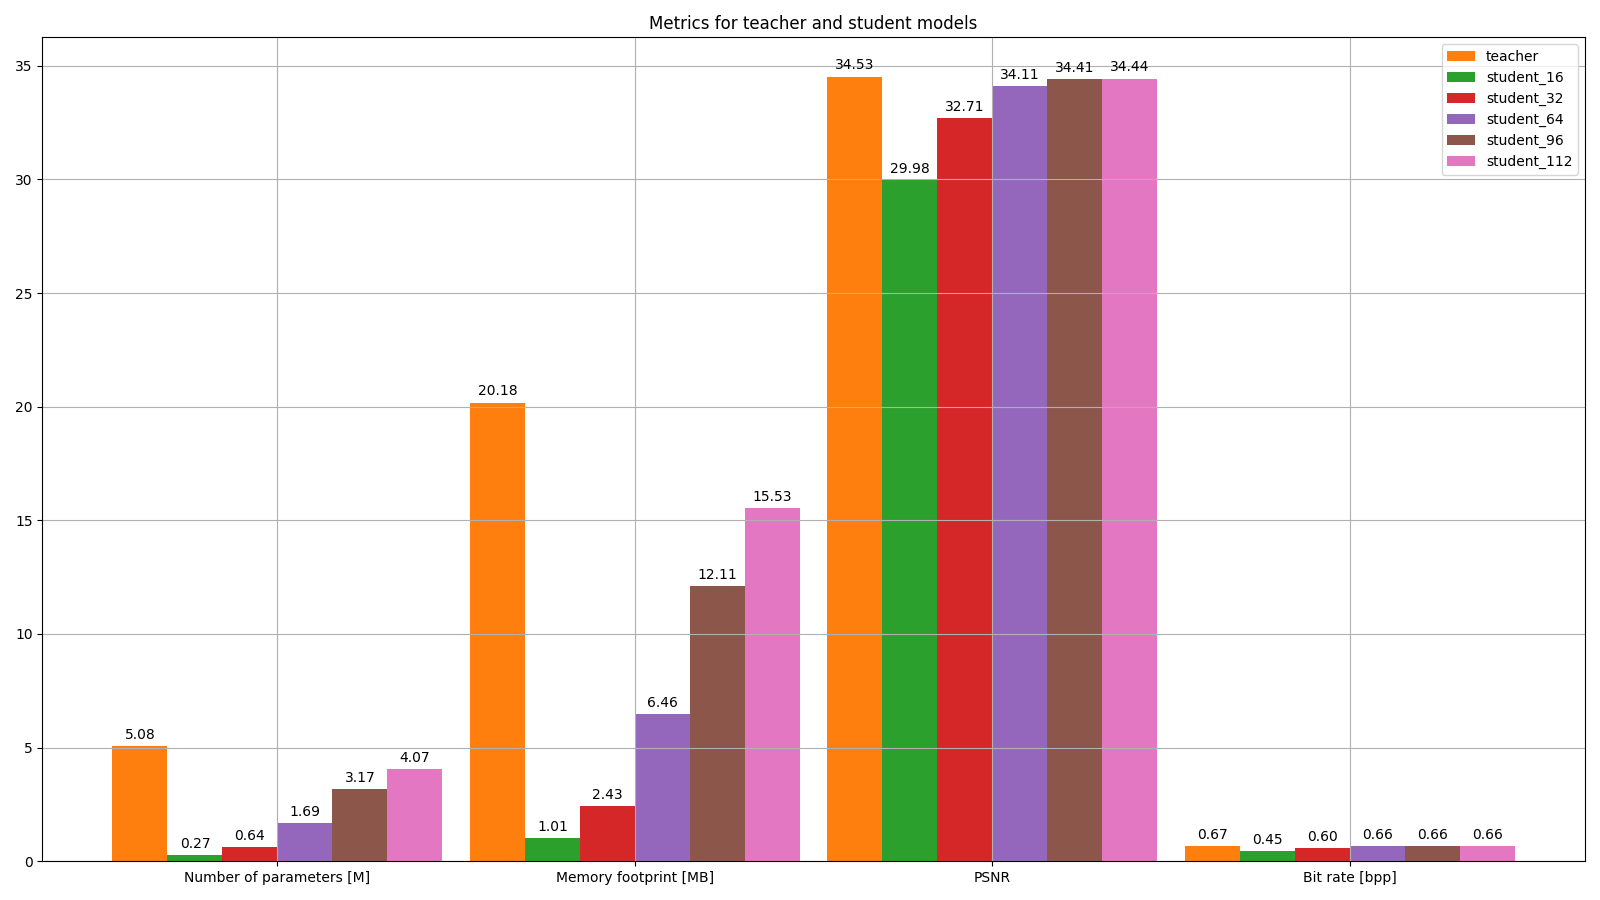 Metrics for teacher and student models
35
30
25
20
15
10
5
0
5.08
0.27
0.64
1.69
3.17
4.07
20.18
1.01
2.43
6.46
12.11
15.53
34.53
29.98
32.71
34.11
34.41
34.44
0.67
0.45
0.60
0.66
0.66
0.66
Number of parameters [M]
Memory footprint [MB]
PSNR
Bit rate [bpp]
teacher
student_16
student_32
student_64
student_96
student_112